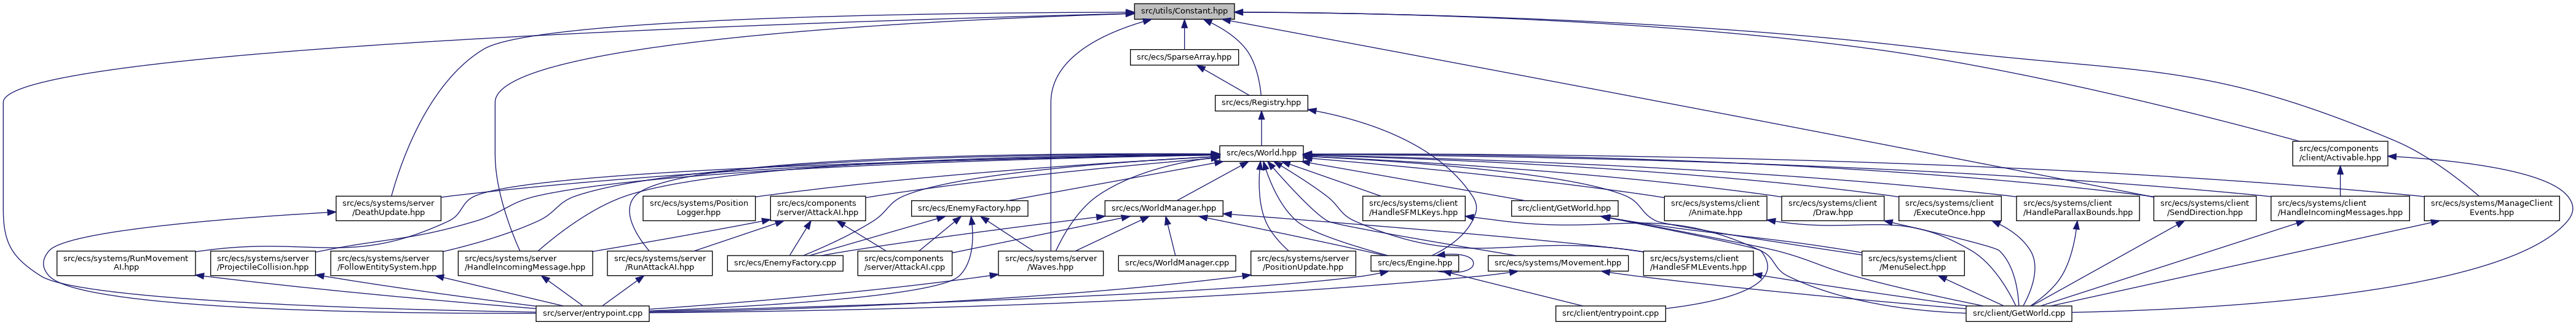 src/utils/Constant.hpp
src/ecs/SparseArray.hpp
src/ecs/Registry.hpp
src/ecs/World.hpp
src/ecs/components
/client/Activable.hpp
src/ecs/systems/server
/DeathUpdate.hpp
src/ecs/systems/Position
Logger.hpp
src/ecs/components
/server/AttackAI.hpp
src/ecs/EnemyFactory.hpp
src/ecs/WorldManager.hpp
src/ecs/systems/client
/HandleSFMLKeys.hpp
src/client/GetWorld.hpp
src/ecs/systems/client
/Animate.hpp
src/ecs/systems/client
/Draw.hpp
src/ecs/systems/client
/ExecuteOnce.hpp
src/ecs/systems/client
/HandleParallaxBounds.hpp
src/ecs/systems/client
/SendDirection.hpp
src/ecs/systems/client
/HandleIncomingMessages.hpp
src/ecs/systems/ManageClient
Events.hpp
src/ecs/systems/RunMovement
AI.hpp
src/ecs/systems/server
/ProjectileCollision.hpp
src/ecs/systems/server
/FollowEntitySystem.hpp
src/ecs/systems/server
/HandleIncomingMessage.hpp
src/ecs/systems/server
/RunAttackAI.hpp
src/ecs/EnemyFactory.cpp
src/ecs/components
/server/AttackAI.cpp
src/ecs/systems/server
/Waves.hpp
src/ecs/WorldManager.cpp
src/ecs/systems/server
/PositionUpdate.hpp
src/ecs/Engine.hpp
src/ecs/systems/Movement.hpp
src/ecs/systems/client
/HandleSFMLEvents.hpp
src/ecs/systems/client
/MenuSelect.hpp
src/server/entrypoint.cpp
src/client/entrypoint.cpp
src/client/GetWorld.cpp